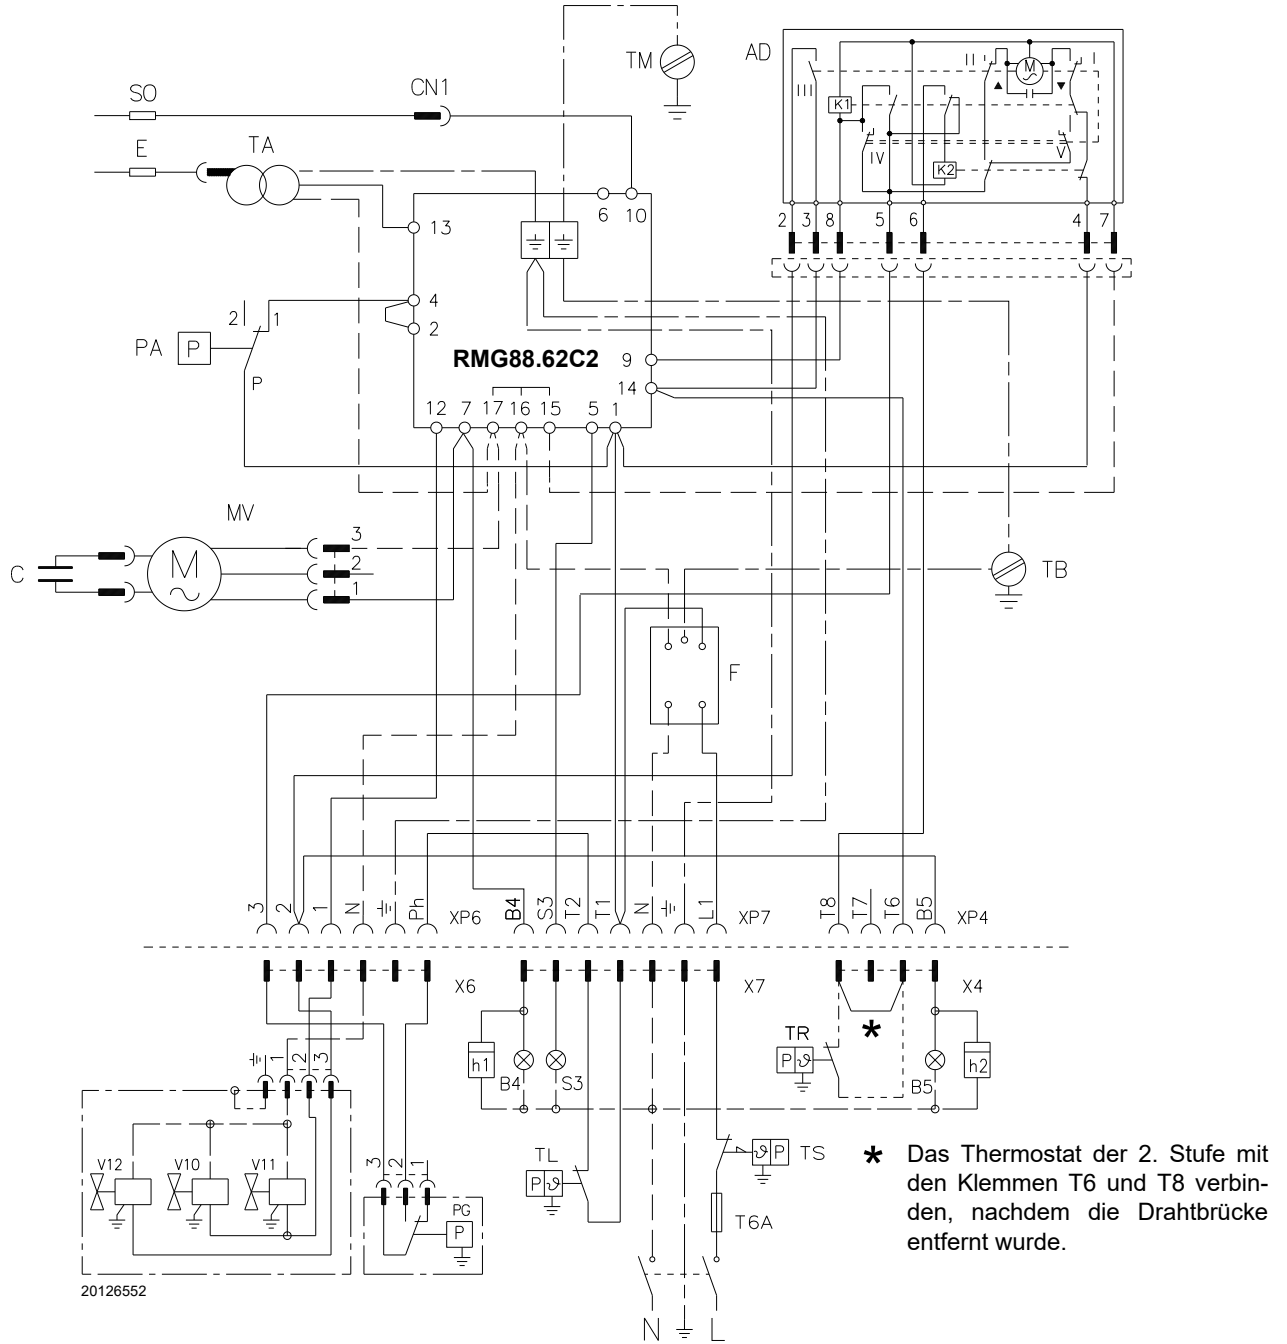 TM
AD
SO
CN1
E
TA
II
M
I
III
K1
IV
V
K2
6 10
2 3 8 5 6 4 7
13
4
2
2 1
PA P
P
RMG88.62C2
9
14
12 7 17 16 15 5 1
MV
3
2
1
C
M
TB
F
3 2 1 N Ph XP6
B4 S3 T2 T1 N L1 XP7
T8 T7 T6 B5 XP4
X6
X7
X4
*
TR
P ϑ
h1
B4
S3
B5
h2
1 2 3
V12 V10 V11
3 2 1
PG
P
TL
P ϑ
ϑ P TS
T6A
N L
20126552
* Das Thermostat der 2. Stufe mit
den Klemmen T6 und T8 verbin-
den, nachdem die Drahtbrücke
entfernt wurde.